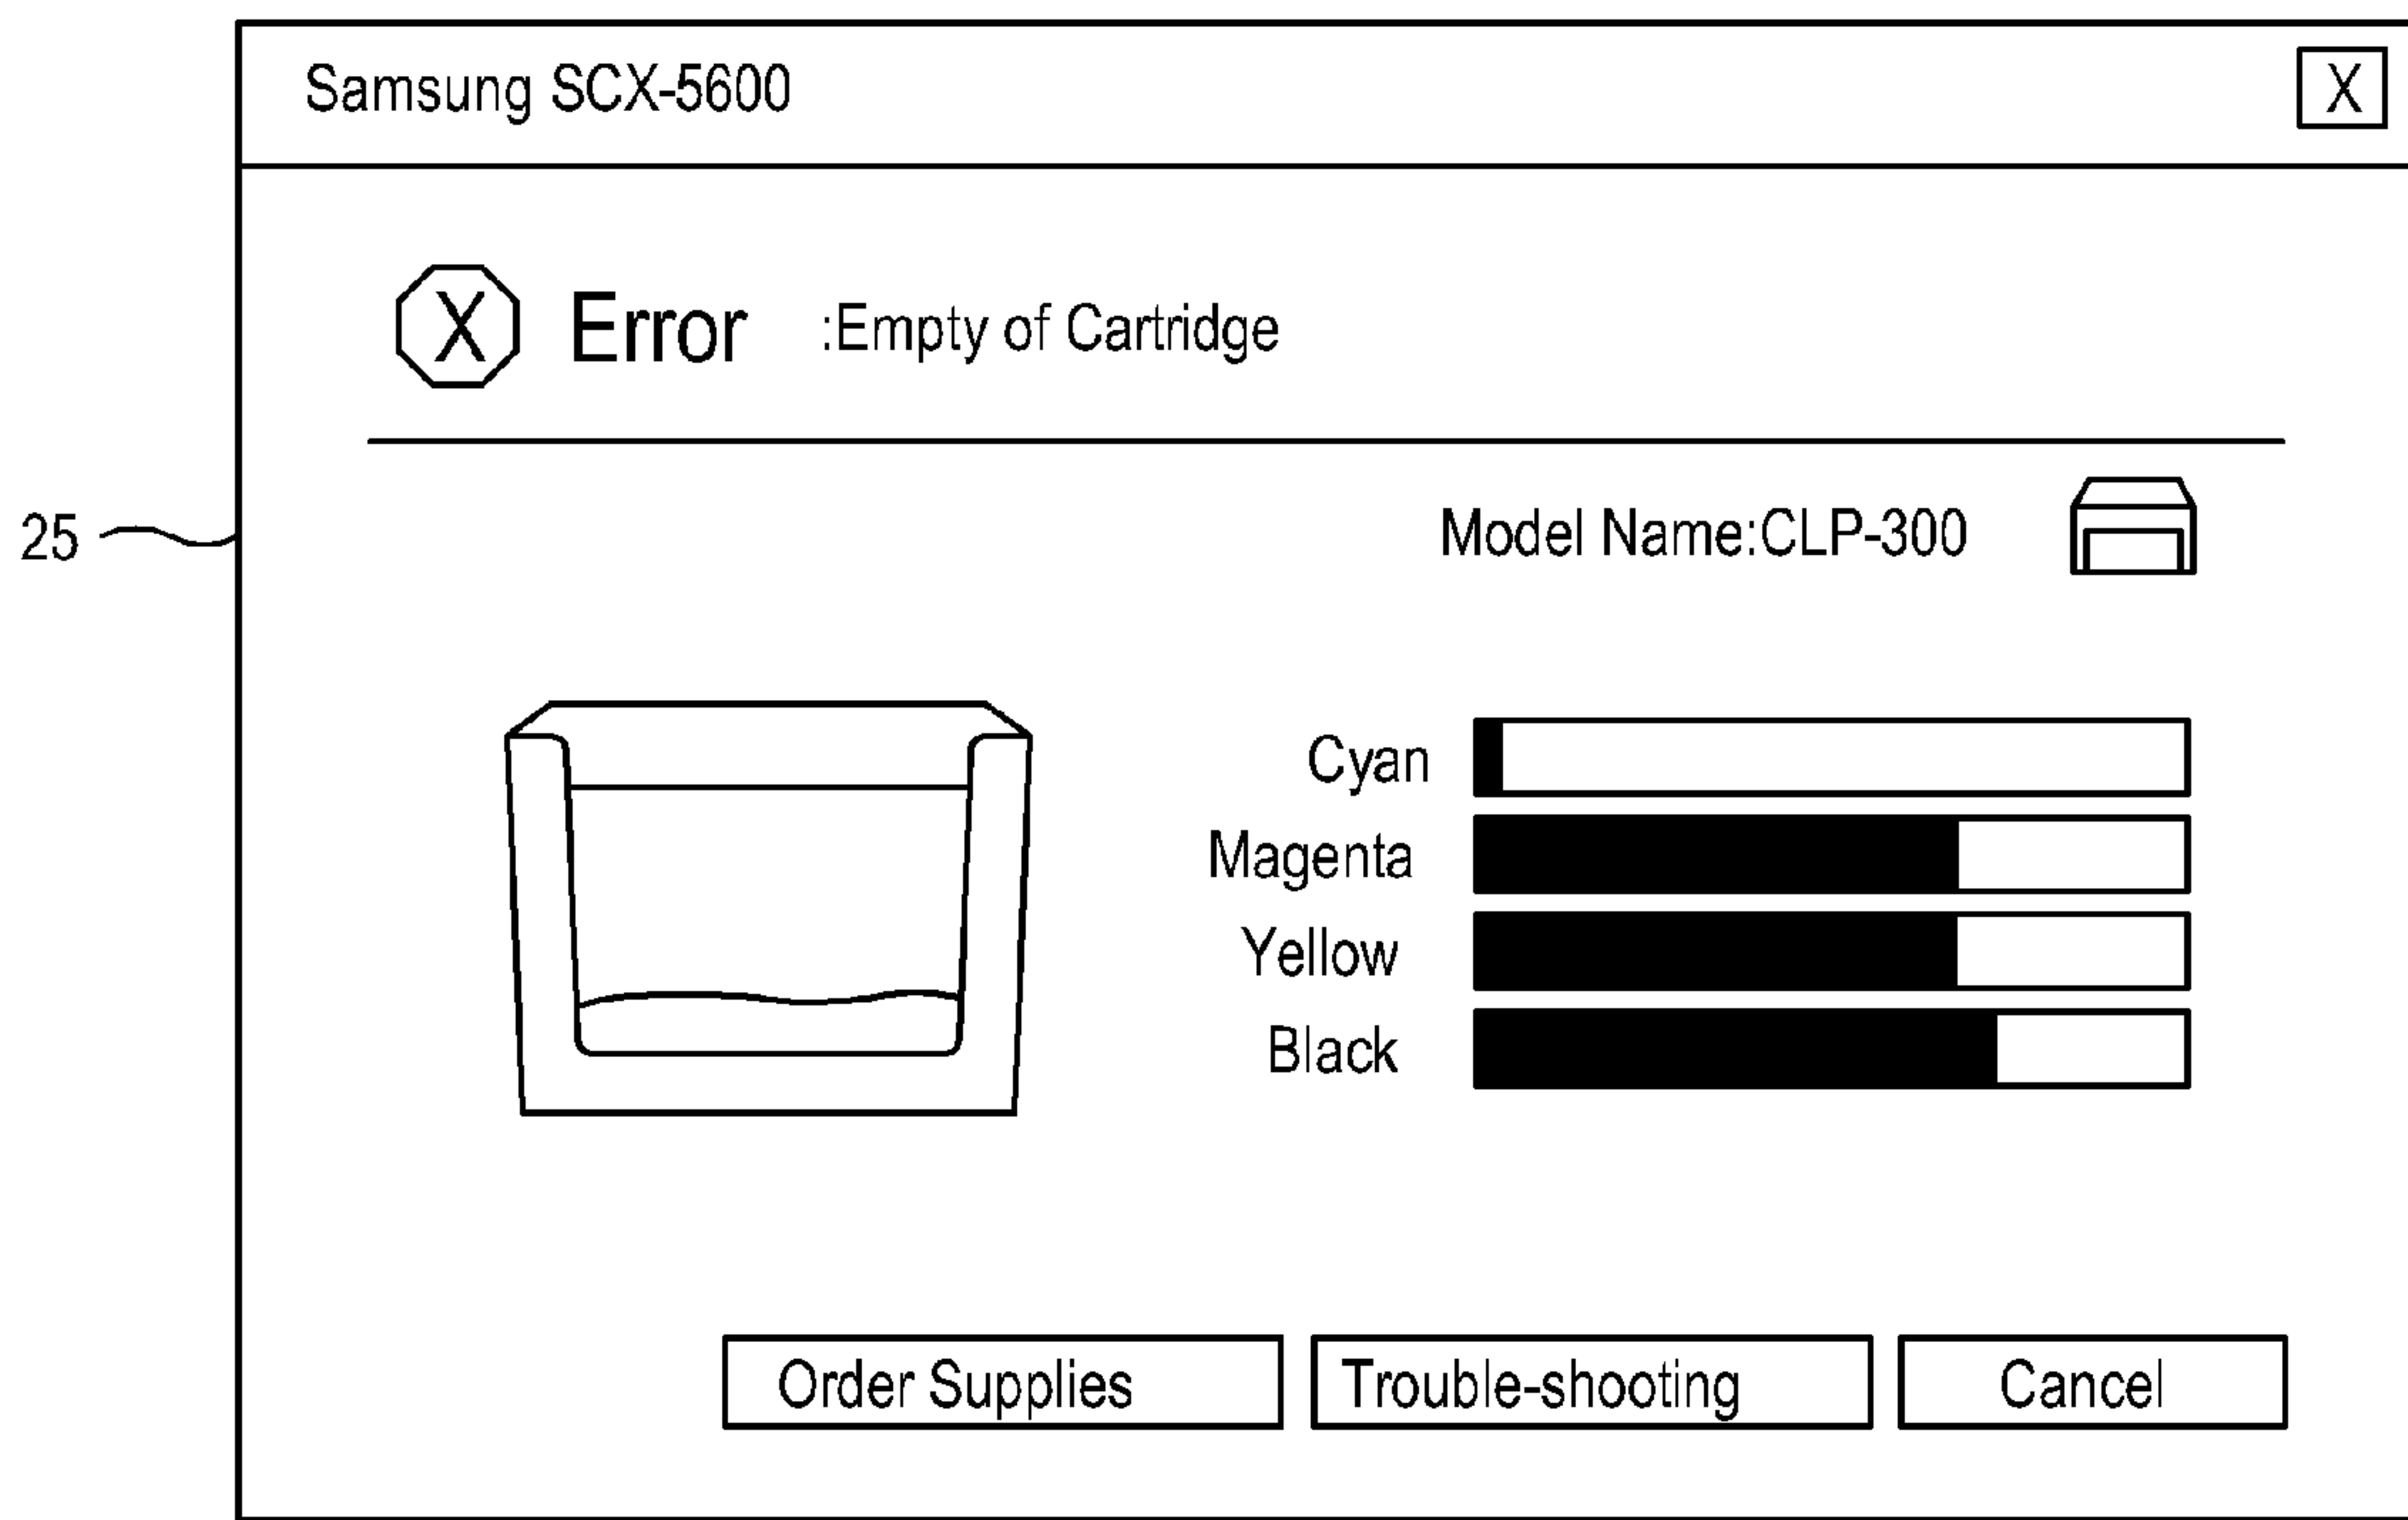 Samsung SCX-5600 X
X Error :Empty of Cartridge
25
Model Name:CLP-300
Cyan
Magenta
Yellow
Black
Order Supplies Trouble-shooting Cancel